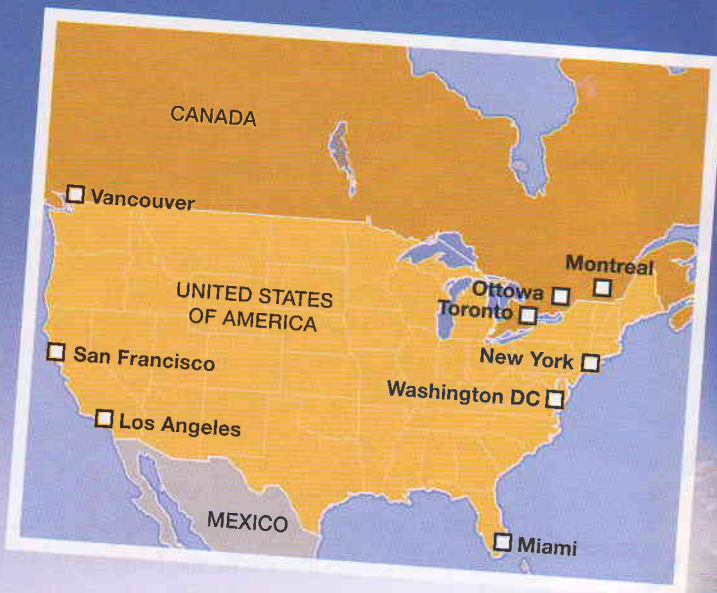 CANADA
Vancouver
Montreal
Ottowa
Toronto
UNITED STATES
OF AMERICA
New York
San Francisco
Washington DC
Los Angeles
MEXICO
Miami